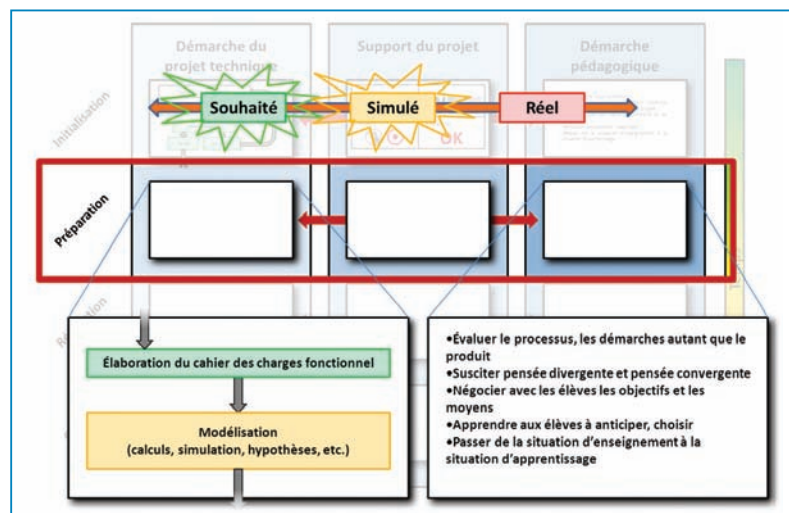 Démarche du
projet technique
Support du projet
Démarche
pédagogique
Souhaité
Simulé
Réel
Initialisation
OK
Préparation
Élaboration du cahier des charges fonctionnel
Modélisation
(calculs, simulation, hypothèses, etc.)
•Évaluer le processus, les démarches autant que le
produit
•Susciter pensée divergente et pensée convergente
•Négocier avec les élèves les objectifs et les
moyens
•Apprendre aux élèves à anticiper, choisir
•Passer de la situation d’enseignement à la
situation d’apprentissage